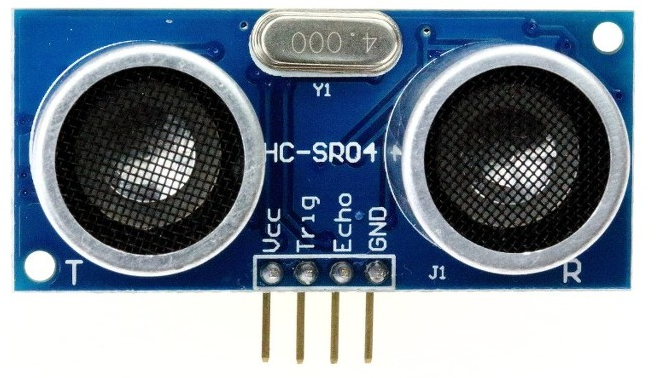 4.000
Y1
HC-SR04
Vcc
Trig
Echo
GND
T
J1
R